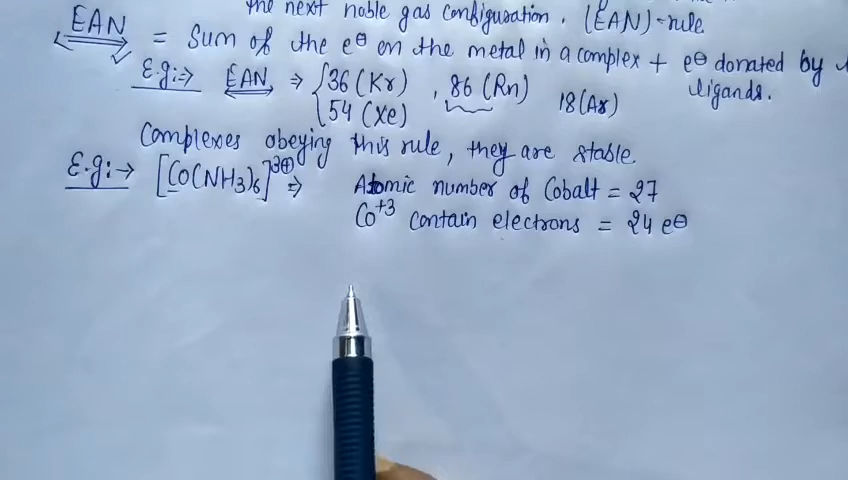 the next noble gas configuration. (EAN)-rule
EAN = Sum of the e⊖ on the metal in a complex + e⊖ donated by
ligands.
E.g:→ EAN ⇒ {36 (Kr), 86 (Rn) 18(Ar)
54 (Xe)
Complexes obeying this rule, they are stable.
E.g:→ [Co(NH3)6]3⊕ ⇒ Atomic number of Cobalt = 27
Co+3 contain electrons = 24 e⊖